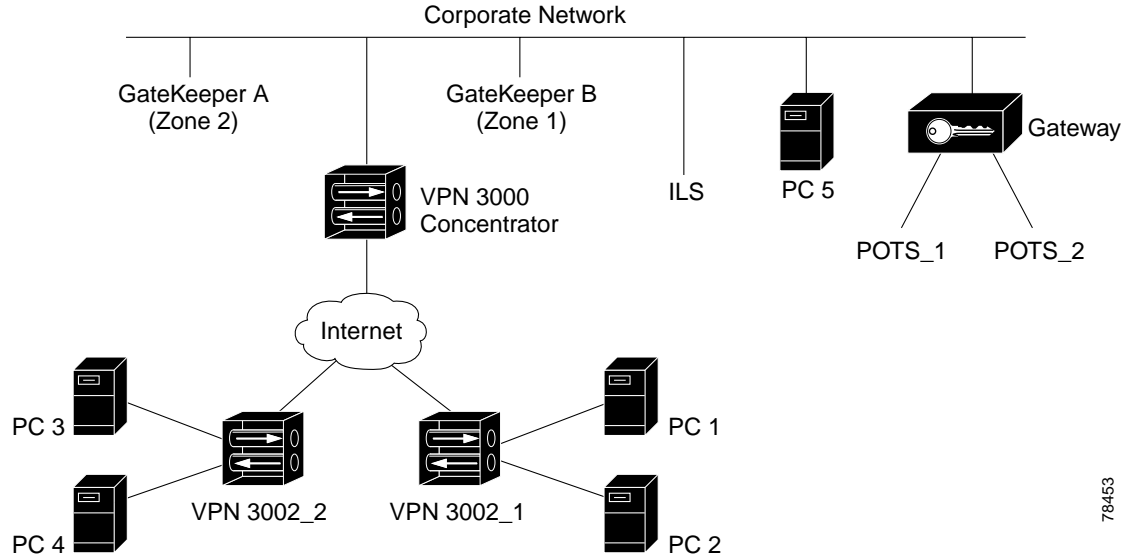 Corporate Network
GateKeeper A
(Zone 2)
GateKeeper B
(Zone 1)
Gateway
VPN 3000
Concentrator
ILS
PC 5
POTS_1
POTS_2
Internet
PC 3
PC 1
VPN 3002_2
VPN 3002_1
PC 4
PC 2
78453